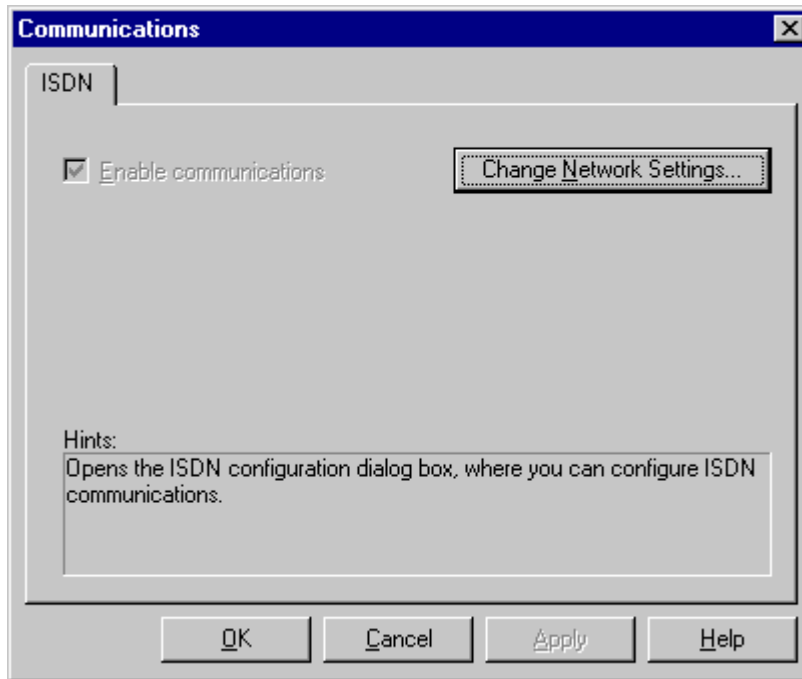 Communications
ISDN
Enable communications
Change Network Settings...
Hints:
Opens the ISDN configuration dialog box, where you can configure ISDN
communications.
OK
Cancel
Apply
Help